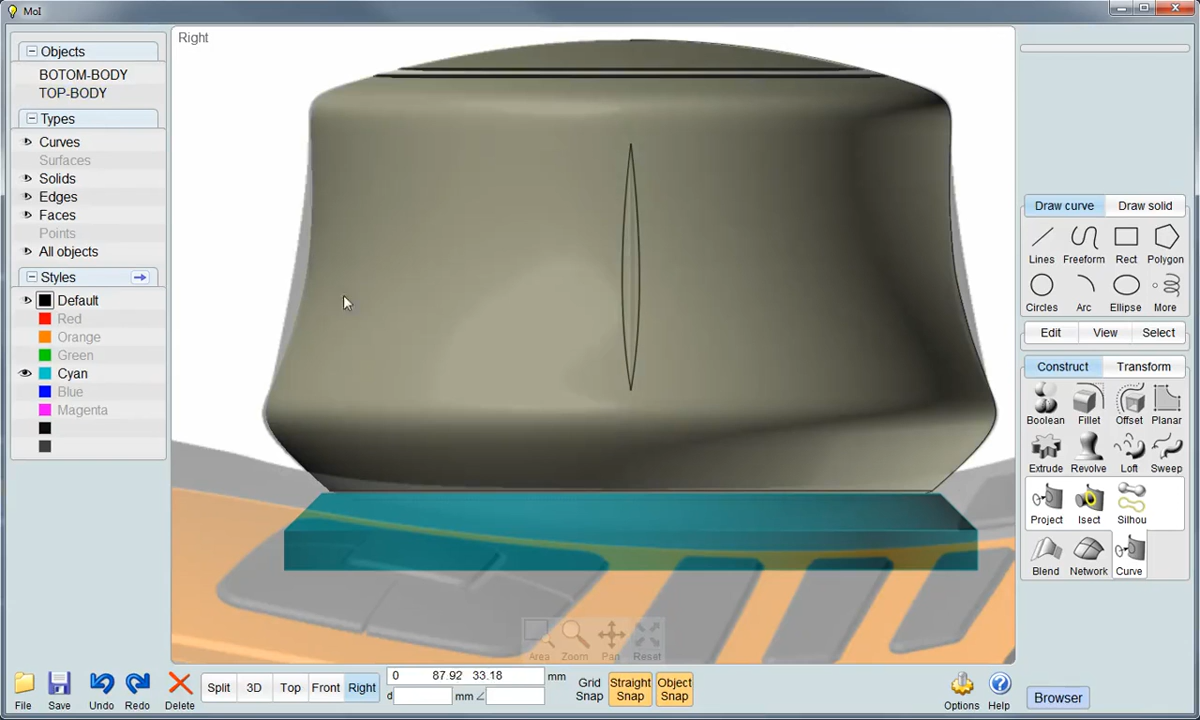 MoI
Objects
BOTOM-BODY
TOP-BODY
Types
Curves
Surfaces
Solids
Edges
Faces
Points
All objects
Styles
Default
Red
Orange
Green
Cyan
Blue
Magenta
Right
Area Zoom Pan Reset
Draw curve Draw solid
Lines Freeform Rect Polygon
Circles Arc Ellipse More
Edit View Select
Construct Transform
Boolean Fillet Offset Planar
Extrude Revolve Loft Sweep
Project Isect Silhou
Blend Network Curve
File Save Undo Redo Delete
Split 3D Top Front Right
0 87.92 33.18 mm
d mm
Grid Snap
Straight Snap
Object Snap
Options Help
Browser